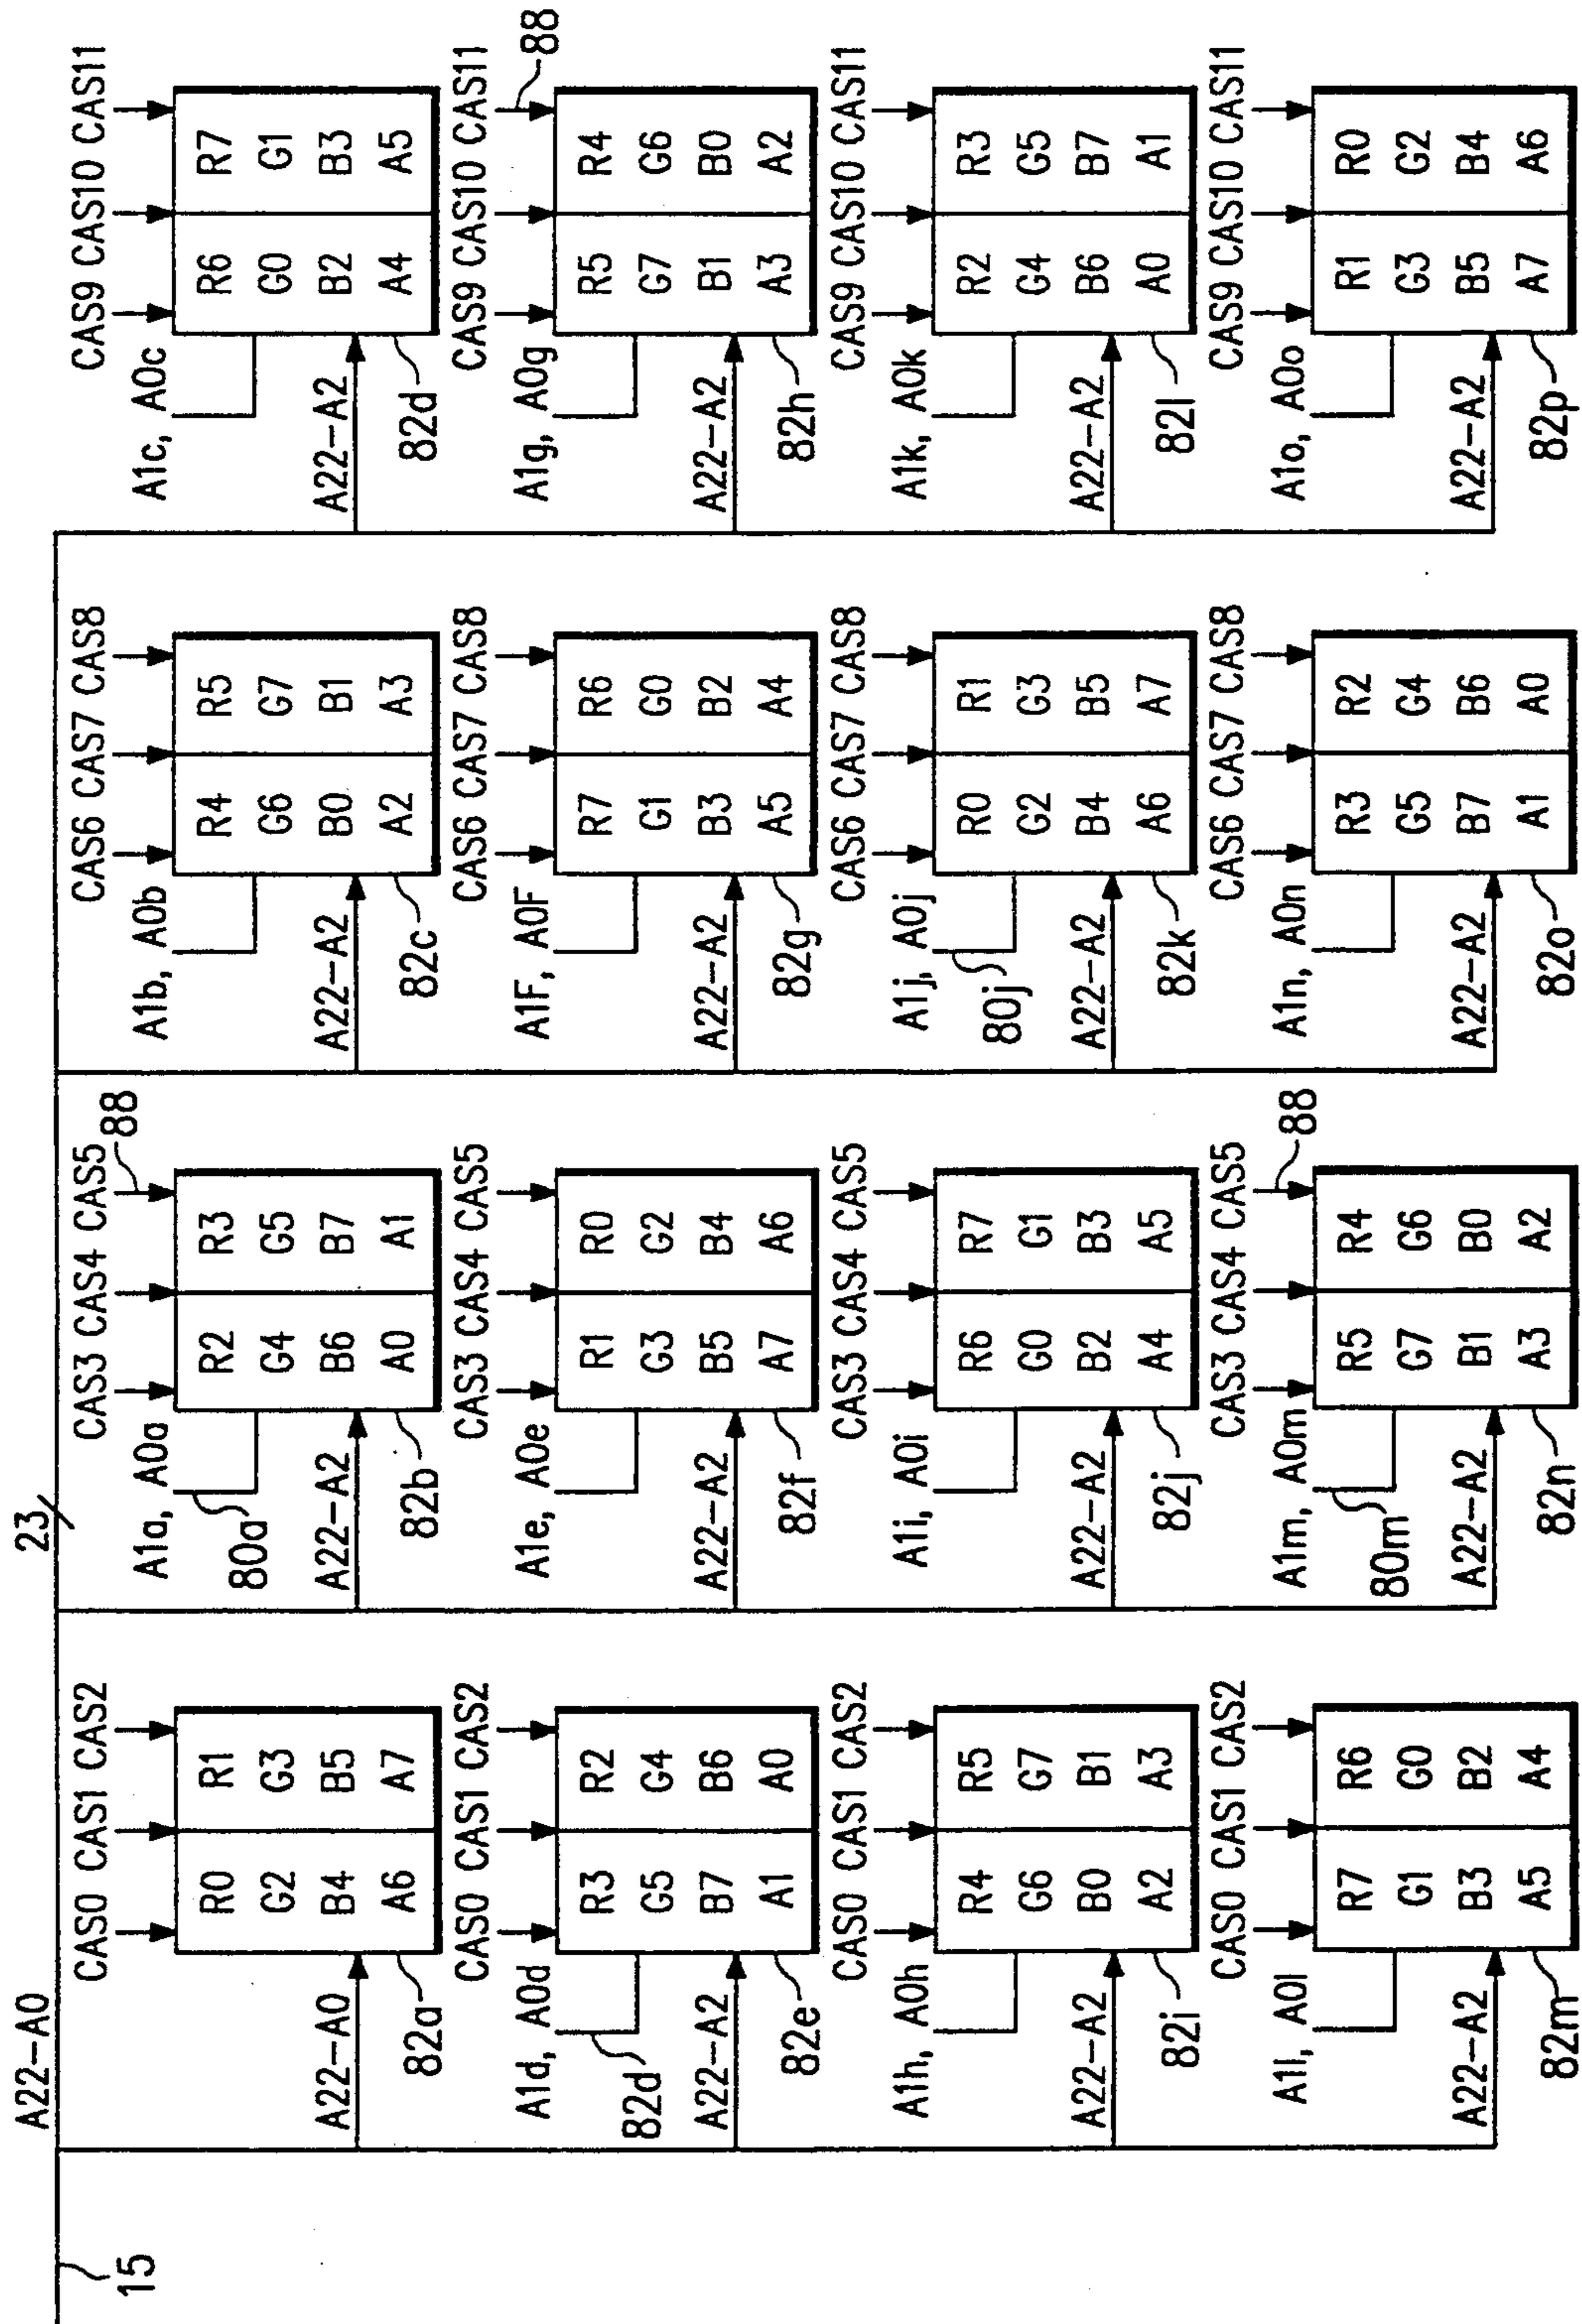 A22-A0
23
15
CAS0 CAS1 CAS2
R0 R1
G2 G3
B4 B5
A6 A7
A22-A0
82a
CAS3 CAS4 CAS5
88
A1a, A0a
80a
R2 R3
G4 G5
B6 B7
A0 A1
A22-A2
82b
CAS6 CAS7 CAS8
A1b, A0b
R4 R5
G6 G7
B0 B1
A2 A3
A22-A2
82c
CAS9 CAS10 CAS11
A1c, A0c
R6 R7
G0 G1
B2 B3
A4 A5
A22-A2
82d
CAS0 CAS1 CAS2
A1d, A0d
82d
R3 R2
G5 G4
B7 B6
A1 A0
A22-A2
82e
CAS3 CAS4 CAS5
A1e, A0e
R1 R0
G3 G2
B5 B4
A7 A6
A22-A2
82f
CAS6 CAS7 CAS8
A1F, A0F
R7 R6
G1 G0
B3 B2
A5 A4
A22-A2
82g
CAS9 CAS10 CAS11
88
A1g, A0g
R5 R4
G7 G6
B1 B0
A3 A2
A22-A2
82h
CAS0 CAS1 CAS2
A1h, A0h
R4 R5
G6 G7
B0 B1
A2 A3
A22-A2
82i
CAS3 CAS4 CAS5
A1i, A0i
R6 R7
G0 G1
B2 B3
A4 A5
A22-A2
82j
CAS6 CAS7 CAS8
A1j, A0j
80j
R0 R1
G2 G3
B4 B5
A6 A7
A22-A2
82k
CAS9 CAS10 CAS11
A1k, A0k
R2 R3
G4 G5
B6 B7
A0 A1
A22-A2
82l
CAS0 CAS1 CAS2
A1l, A0l
R7 R6
G1 G0
B3 B2
A5 A4
A22-A2
82m
CAS3 CAS4 CAS5
88
A1m, A0m
80m
R5 R4
G7 G6
B1 B0
A3 A2
A22-A2
82n
CAS6 CAS7 CAS8
A1n, A0n
R3 R2
G5 G4
B7 B6
A1 A0
A22-A2
82o
CAS9 CAS10 CAS11
A1o, A0o
R1 R0
G3 G2
B5 B4
A7 A6
A22-A2
82p